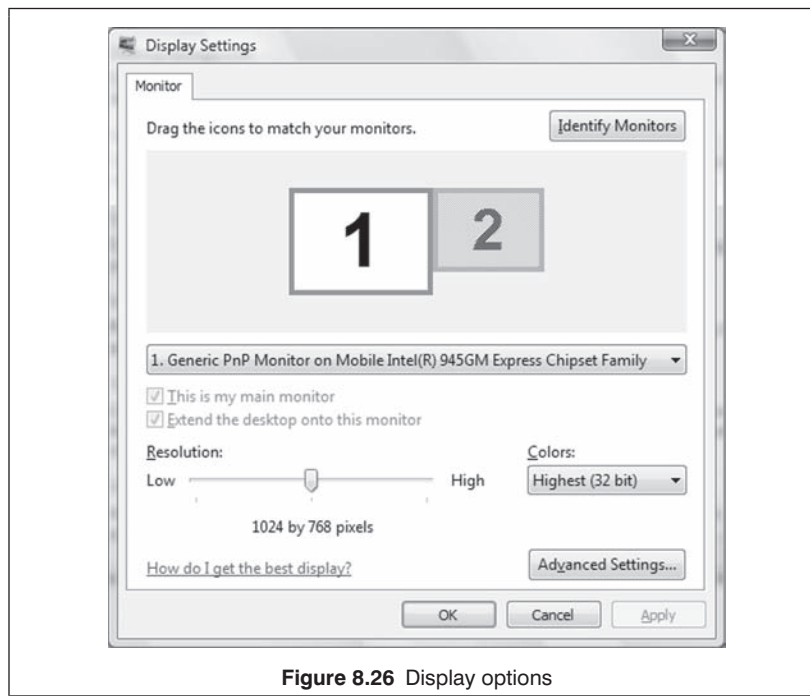 Display Settings
Monitor
Drag the icons to match your monitors.
Identify Monitors
1
2
1. Generic PnP Monitor on Mobile Intel(R) 945GM Express Chipset Family
This is my main monitor
Extend the desktop onto this monitor
Resolution:
Low
High
1024 by 768 pixels
Colors:
Highest (32 bit)
How do I get the best display?
Advanced Settings...
OK
Cancel
Apply
Figure 8.26 Display options